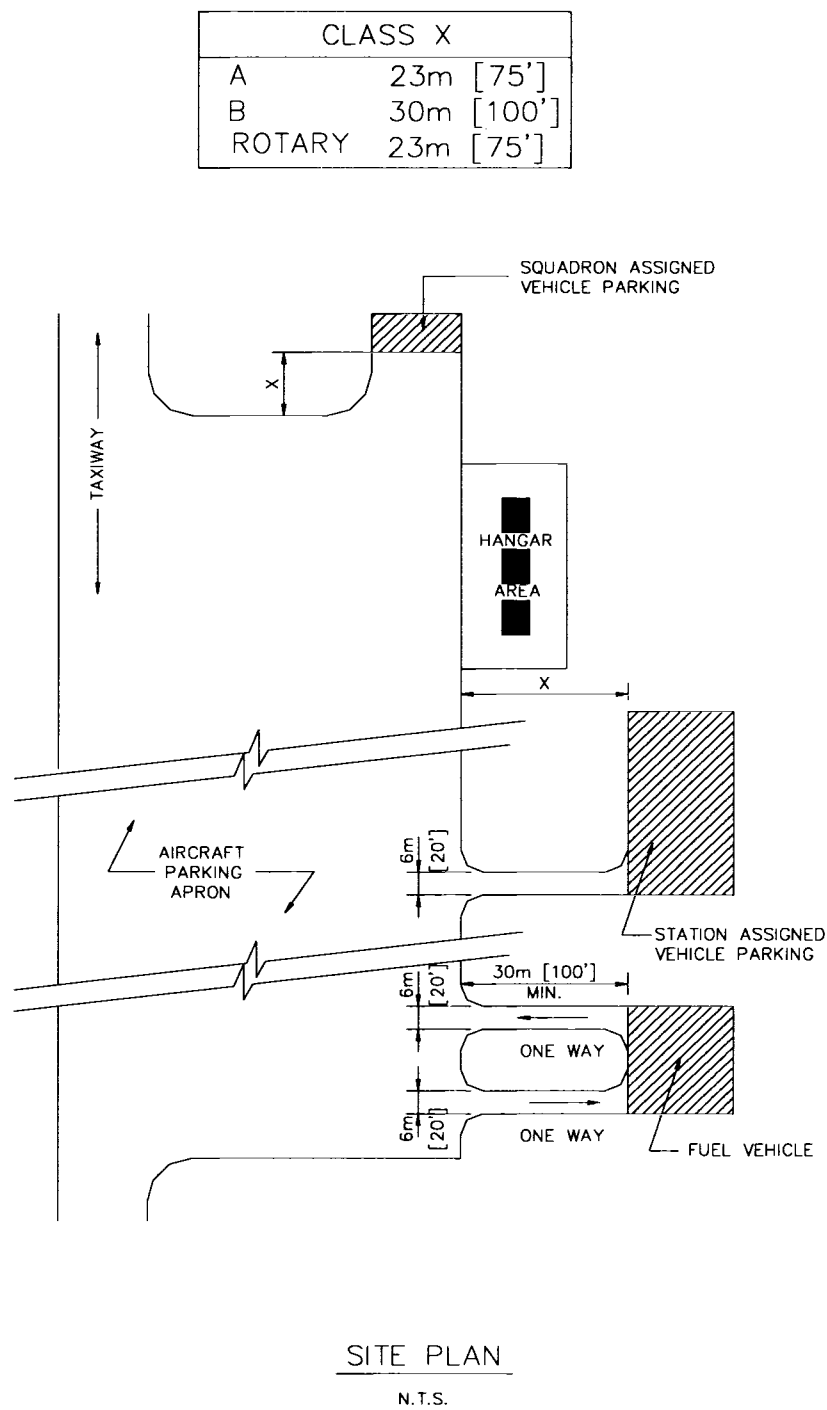 CLASS X
A 23m [75']
B 30m [100']
ROTARY 23m [75']
SQUADRON ASSIGNED
VEHICLE PARKING
X
TAXIWAY
HANGAR
AREA
X
6m
[20']
AIRCRAFT
PARKING
APRON
STATION ASSIGNED
VEHICLE PARKING
6m
[20']
30m [100']
MIN.
ONE WAY
6m
[20']
ONE WAY
FUEL VEHICLE
SITE PLAN
N.T.S.